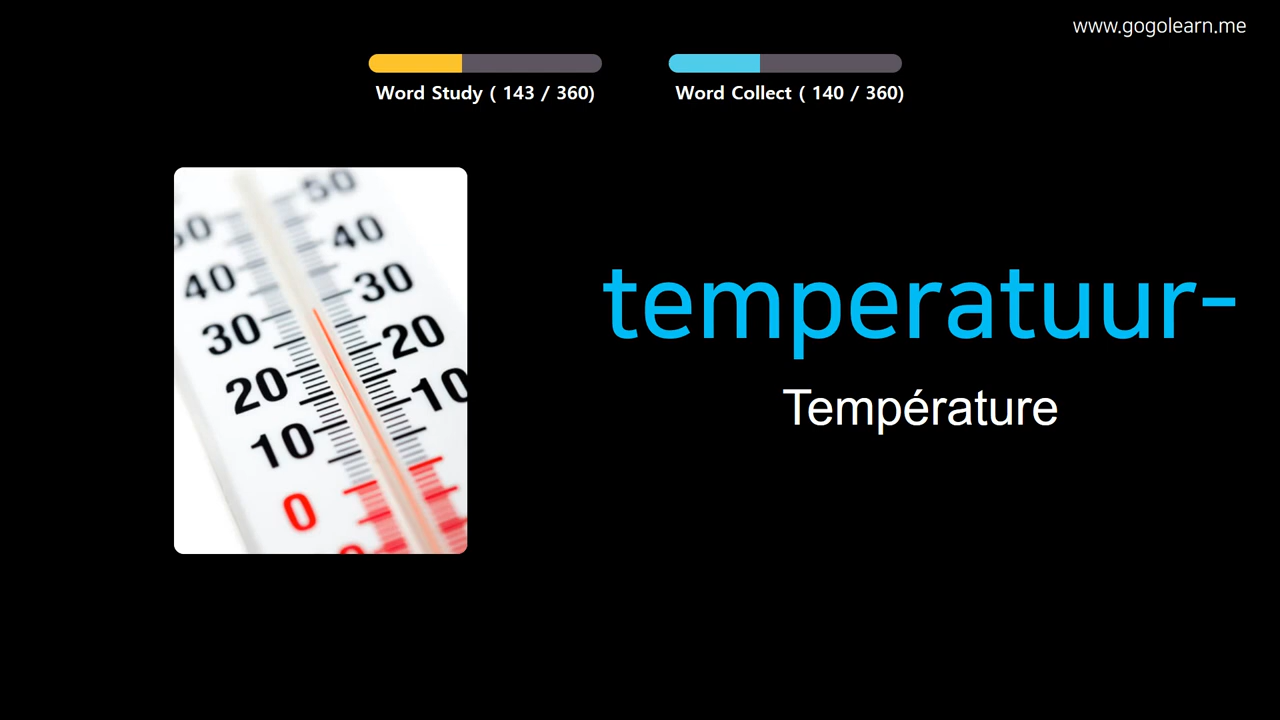 www.gogolearn.me
Word Study ( 143 / 360)
Word Collect ( 140 / 360)
50
50
40
40
30
30
20
20
10
10
0
temperatuur-
Température